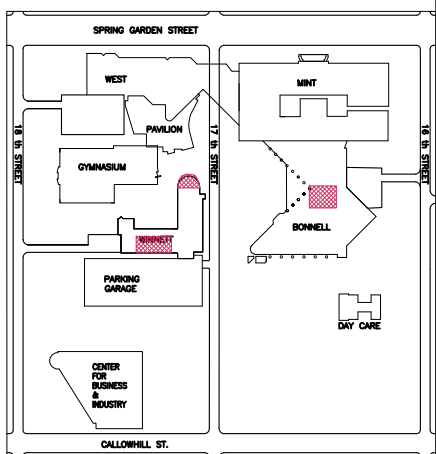 SPRING GARDEN STREET
WEST
MINT
PAVILION
18 th STREET
17 th STREET
16 th STREET
GYMNASIUM
BONNELL
WINNETT
PARKING
GARAGE
DAY CARE
CENTER
FOR
BUSINESS
&
INDUSTRY
CALLOWHILL ST.